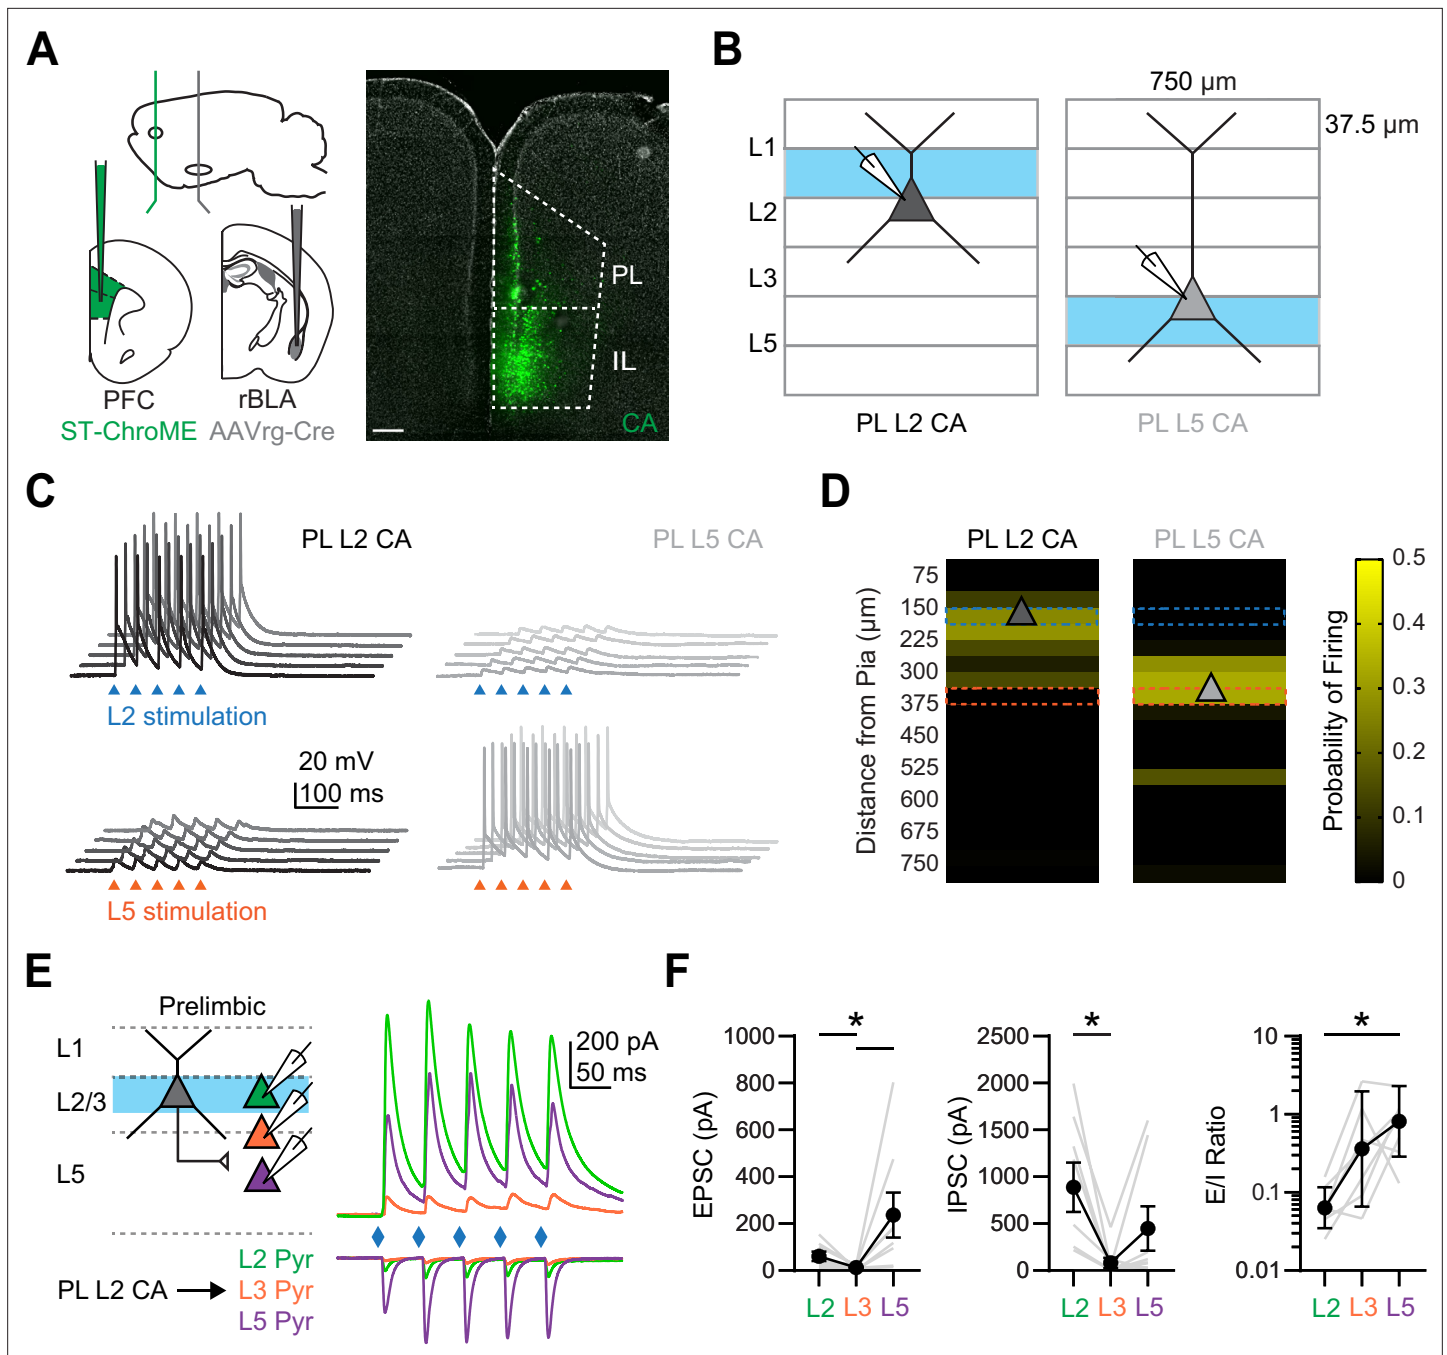 A
PFC
ST-ChroME
rBLA
AAVrg-Cre
PL
IL
CA
B
750 µm
37.5 µm
L1
L2
L3
L5
PL L2 CA
PL L5 CA
C
PL L2 CA
PL L5 CA
L2 stimulation
20 mV
100 ms
L5 stimulation
D
PL L2 CA
PL L5 CA
Distance from Pia (µm)
75
150
225
300
375
450
525
600
675
750
Probability of Firing
0.5
0.4
0.3
0.2
0.1
0
E
Prelimbic
L1
L2/3
L5
200 pA
50 ms
PL L2 CA
L2 Pyr
L3 Pyr
L5 Pyr
F
EPSC (pA)
1000
800
600
400
200
0
*
L2 L3 L5
IPSC (pA)
2500
2000
1500
1000
500
0
*
L2 L3 L5
E/I Ratio
10
1
0.1
0.01
*
L2 L3 L5